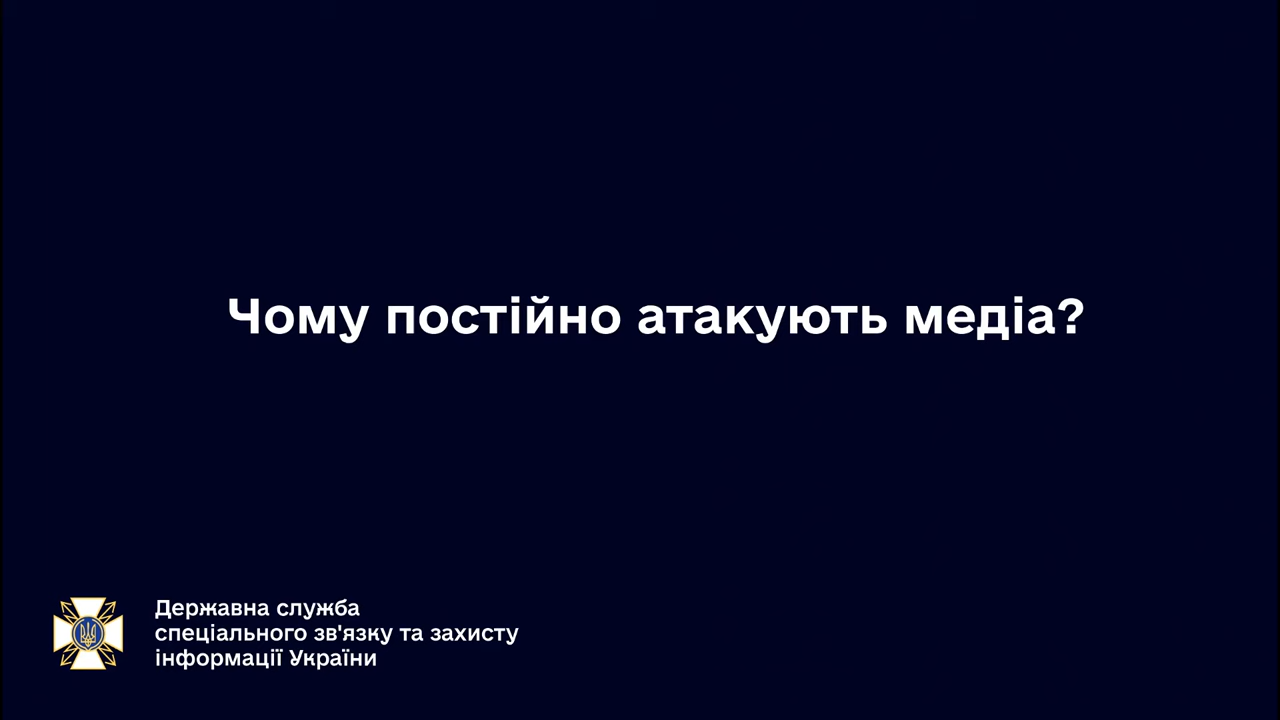 Чому постійно атакують медіа?
Державна служба
спеціального зв'язку та захисту
інформації України